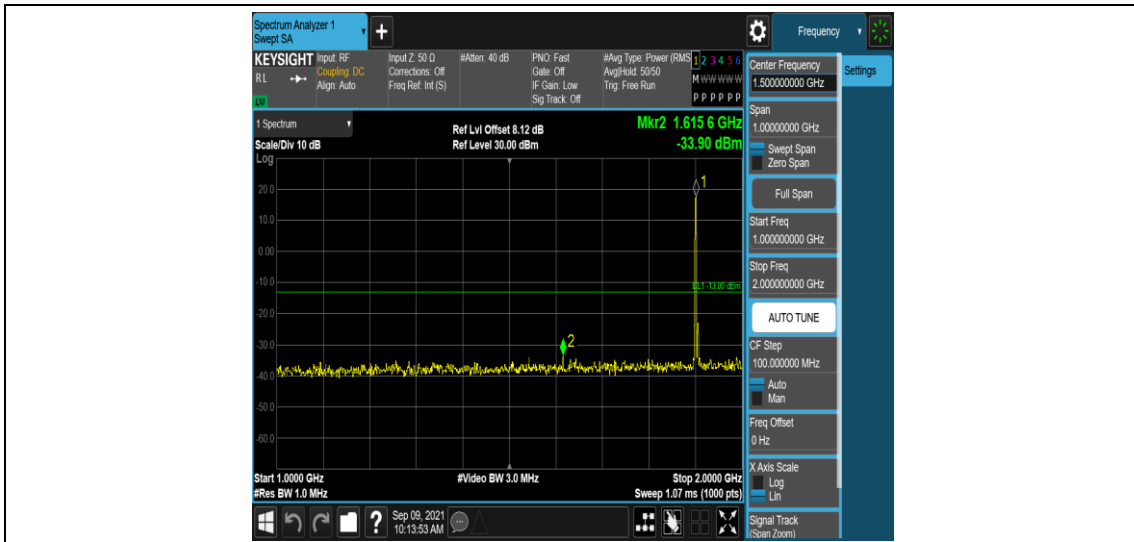 Spectrum Analyzer 1
Swept SA
+
Frequency
KEYSIGHT
RL
LXI
Input: RF
Coupling: DC
Align: Auto
Input Z: 50 Ω
Corrections: Off
Freq Ref: Int (S)
#Atten: 40 dB
PNO: Fast
Gate: Off
IF Gain: Low
Sig Track: Off
#Avg Type: Power (RMS
Avg|Hold: 50/50
Trig: Free Run
1 2 3 4 5 6
M W W W W W
P P P P P P
1 Spectrum
Scale/Div 10 dB
Log
Ref Lvl Offset 8.12 dB
Ref Level 30.00 dBm
Mkr2 1.615 6 GHz
-33.90 dBm
1
20.0
10.0
0.00
-10.0
DL1 -13.00 dBm
-20.0
-30.0
2
-40.0
-50.0
-60.0
Start 1.0000 GHz
#Res BW 1.0 MHz
#Video BW 3.0 MHz
Stop 2.0000 GHz
Sweep 1.07 ms (1000 pts)
?
Sep 09, 2021
10:13:53 AM
Center Frequency
1.50000000 GHz
Settings
Span
1.00000000 GHz
Swept Span
Zero Span
Full Span
Start Freq
1.000000000 GHz
Stop Freq
2.000000000 GHz
AUTO TUNE
CF Step
100.000000 MHz
Auto
Man
Freq Offset
0 Hz
X Axis Scale
Log
Lin
Signal Track
(Span Zoom)